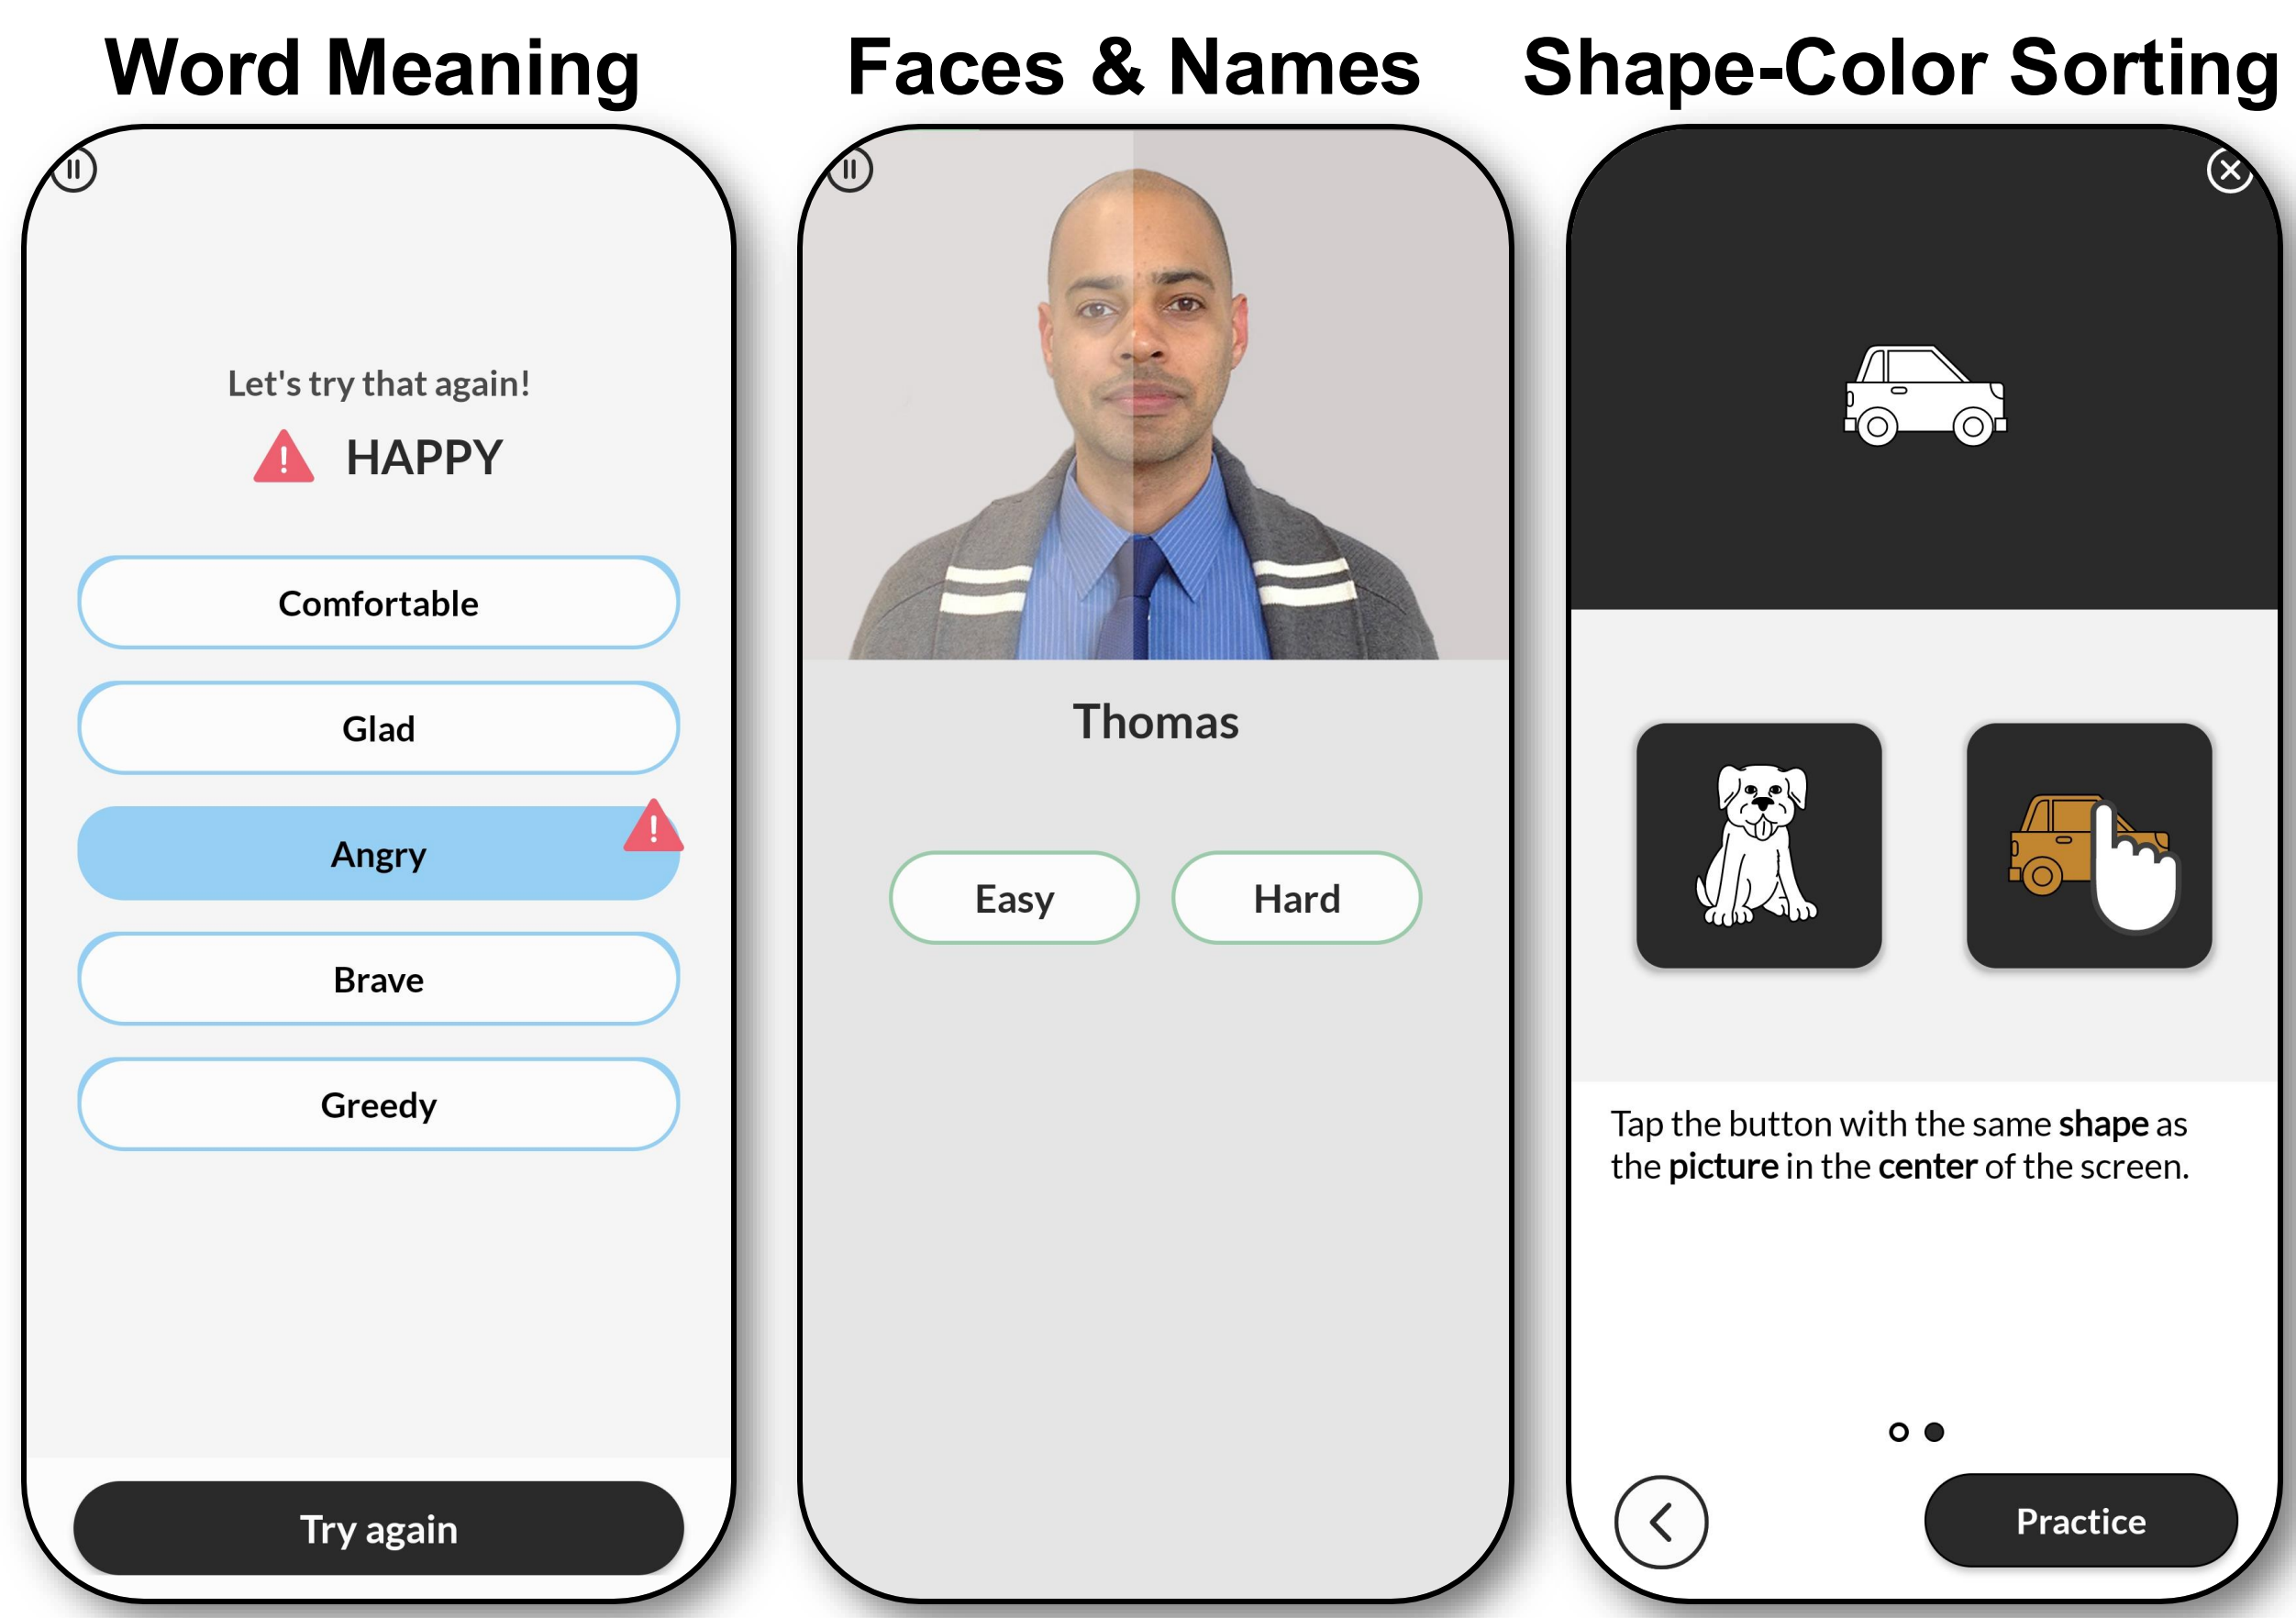 Word Meaning
Let's try that again!
HAPPY
Comfortable
Glad
Angry
Brave
Greedy
Try again
Faces & Names
Thomas
Easy
Hard
Shape-Color Sorting
Tap the button with the same shape as
the picture in the center of the screen.
Practice